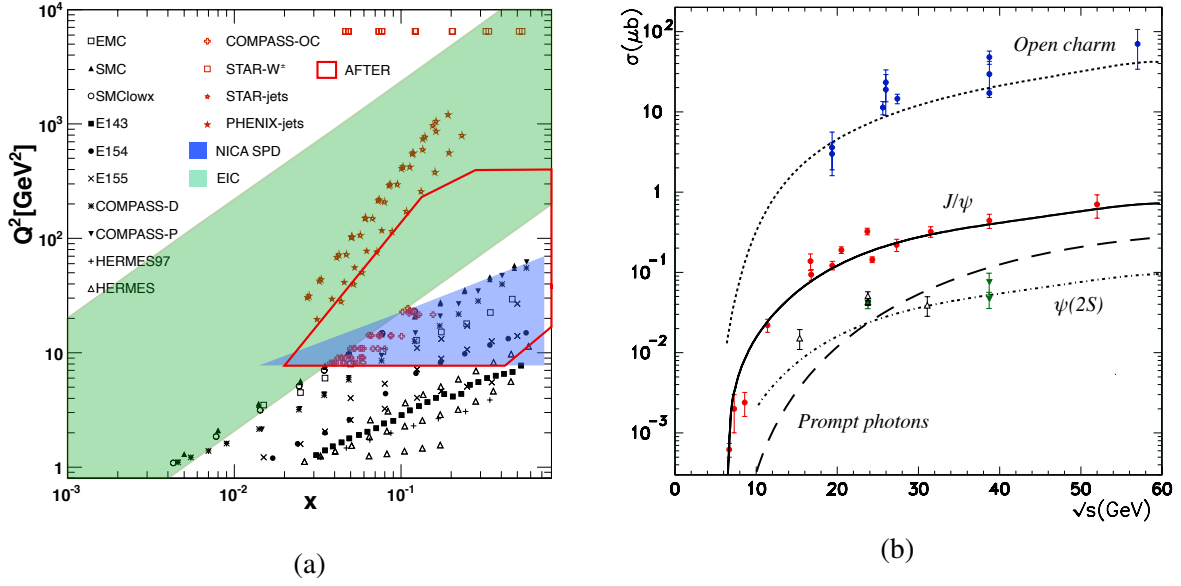 Q²[GeV²]
10⁴
10³
10²
10
1
10⁻³
10⁻²
10⁻¹
x
EMC
SMC
SMClowx
E143
E154
E155
COMPASS-D
COMPASS-P
HERMES97
HERMES
COMPASS-OC
STAR-W±
STAR-jets
PHENIX-jets
NICA SPD
EIC
AFTER
(a)
σ(μb)
10²
10
1
10⁻¹
10⁻²
10⁻³
0
10
20
30
40
50
60
√s(GeV)
Open charm
J/ψ
ψ(2S)
Prompt photons
(b)